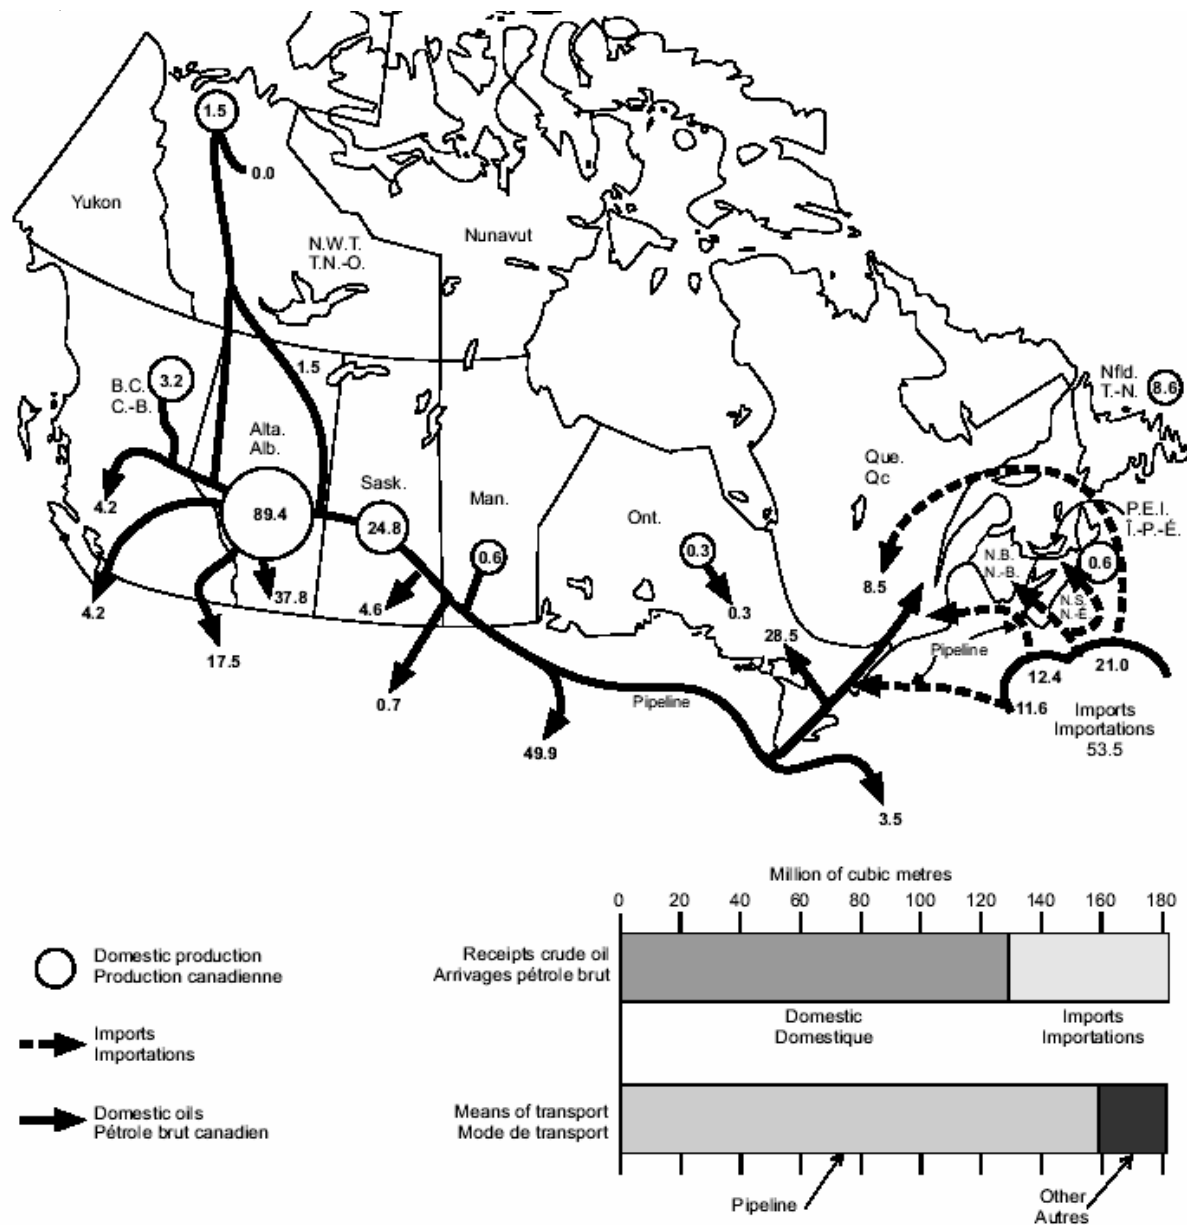 1.5
0.0
Yukon
N.W.T.
T.N.-O.
Nunavut
1.5
B.C.
C.-B.
3.2
Alta.
Alb.
89.4
Sask.
24.8
Man.
0.6
Ont.
0.3
0.3
Que.
Qc
Nfld.
T.-N.
8.6
P.E.I.
Î.-P.-É.
N.B.
N.-B.
0.6
N.S.
N.-É.
4.2
4.2
37.8
17.5
4.6
0.7
49.9
Pipeline
28.5
8.5
3.5
Pipeline
12.4
21.0
11.6
Imports
Importations
53.5
Million of cubic metres
0 20 40 60 80 100 120 140 160 180
Receipts crude oil
Arrivages pétrole brut
Domestic
Domestique
Imports
Importations
Means of transport
Mode de transport
Pipeline
Other
Autres
Domestic production
Production canadienne
Imports
Importations
Domestic oils
Pétrole brut canadien